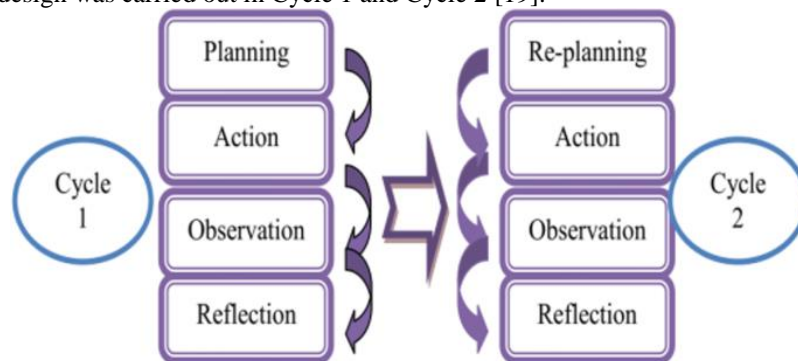 design was carried out in Cycle 1 and Cycle 2 [19].
Planning
Action
Observation
Reflection
Cycle
1
Re-planning
Action
Observation
Reflection
Cycle
2